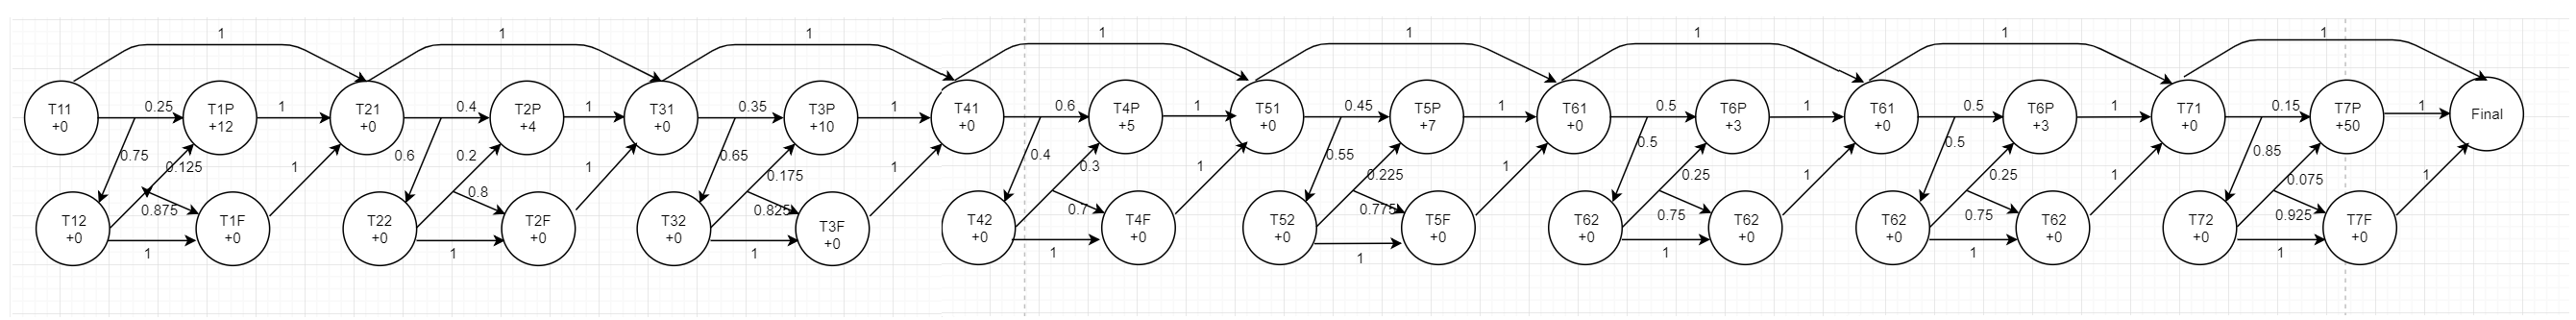 1
1
1
1
1
1
1
1
T11
+0
0.25
T1P
+12
1
T21
+0
0.4
T2P
+4
1
T31
+0
0.35
T3P
+10
1
T41
+0
0.6
T4P
+5
1
T51
+0
0.45
T5P
+7
1
T61
+0
0.5
T6P
+3
1
T61
+0
0.5
T6P
+3
1
T71
+0
0.15
T7P
+50
1
Final
0.75
0.125
0.875
1
0.6
0.2
0.8
1
0.65
0.175
0.825
1
0.4
0.3
0.7
1
0.55
0.225
0.775
1
0.5
0.25
0.75
1
0.5
0.25
0.75
1
0.85
0.075
0.925
1
T12
+0
1
T1F
+0
T22
+0
1
T2F
+0
T32
+0
1
T3F
+0
T42
+0
1
T4F
+0
T52
+0
1
T5F
+0
T62
+0
1
T62
+0
T62
+0
1
T62
+0
T72
+0
1
T7F
+0